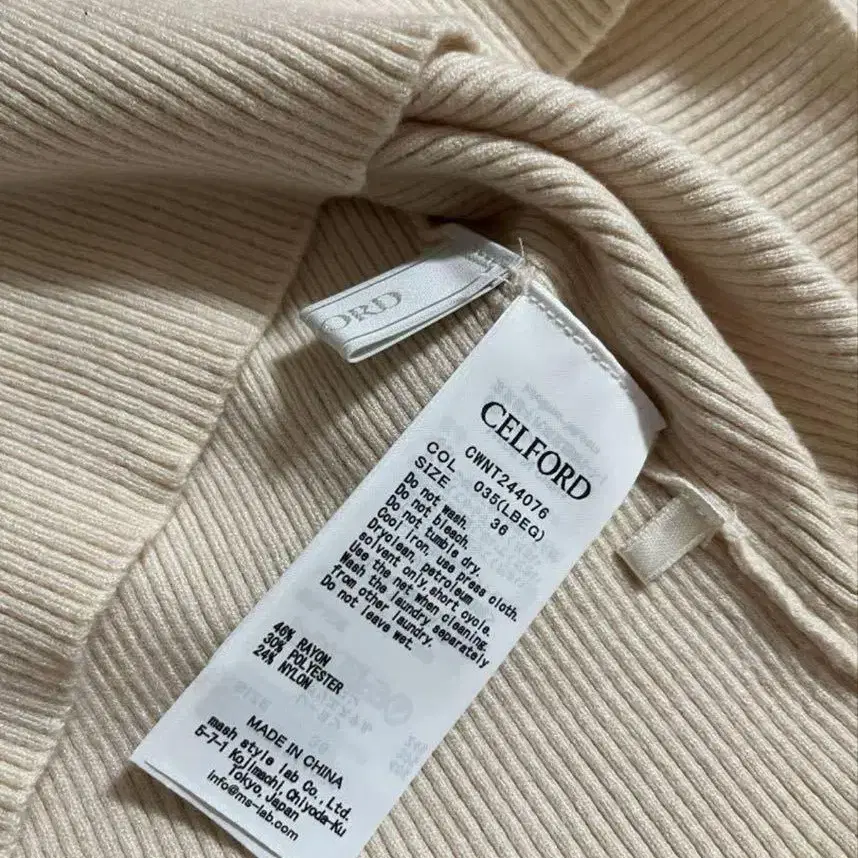 ORD
CELFORD
CWNT244076
COL 035(LBEG)
SIZE 36
Do not wash.
Do not bleach.
Do not tumble dry.
Cool iron, use press cloth.
Dryclean, petroleum
solvent only,short cycle.
Use the net when cleaning.
Wash the laundry separately
from other laundry.
Do not leave wet.
46% RAYON
30% POLYESTER
24% NYLON
MADE IN CHINA
mash style lab Co.,Ltd.
5-7-1 Kojimachi,Chiyoda-Ku
Tokyo,Japan
info@ms-lab.com